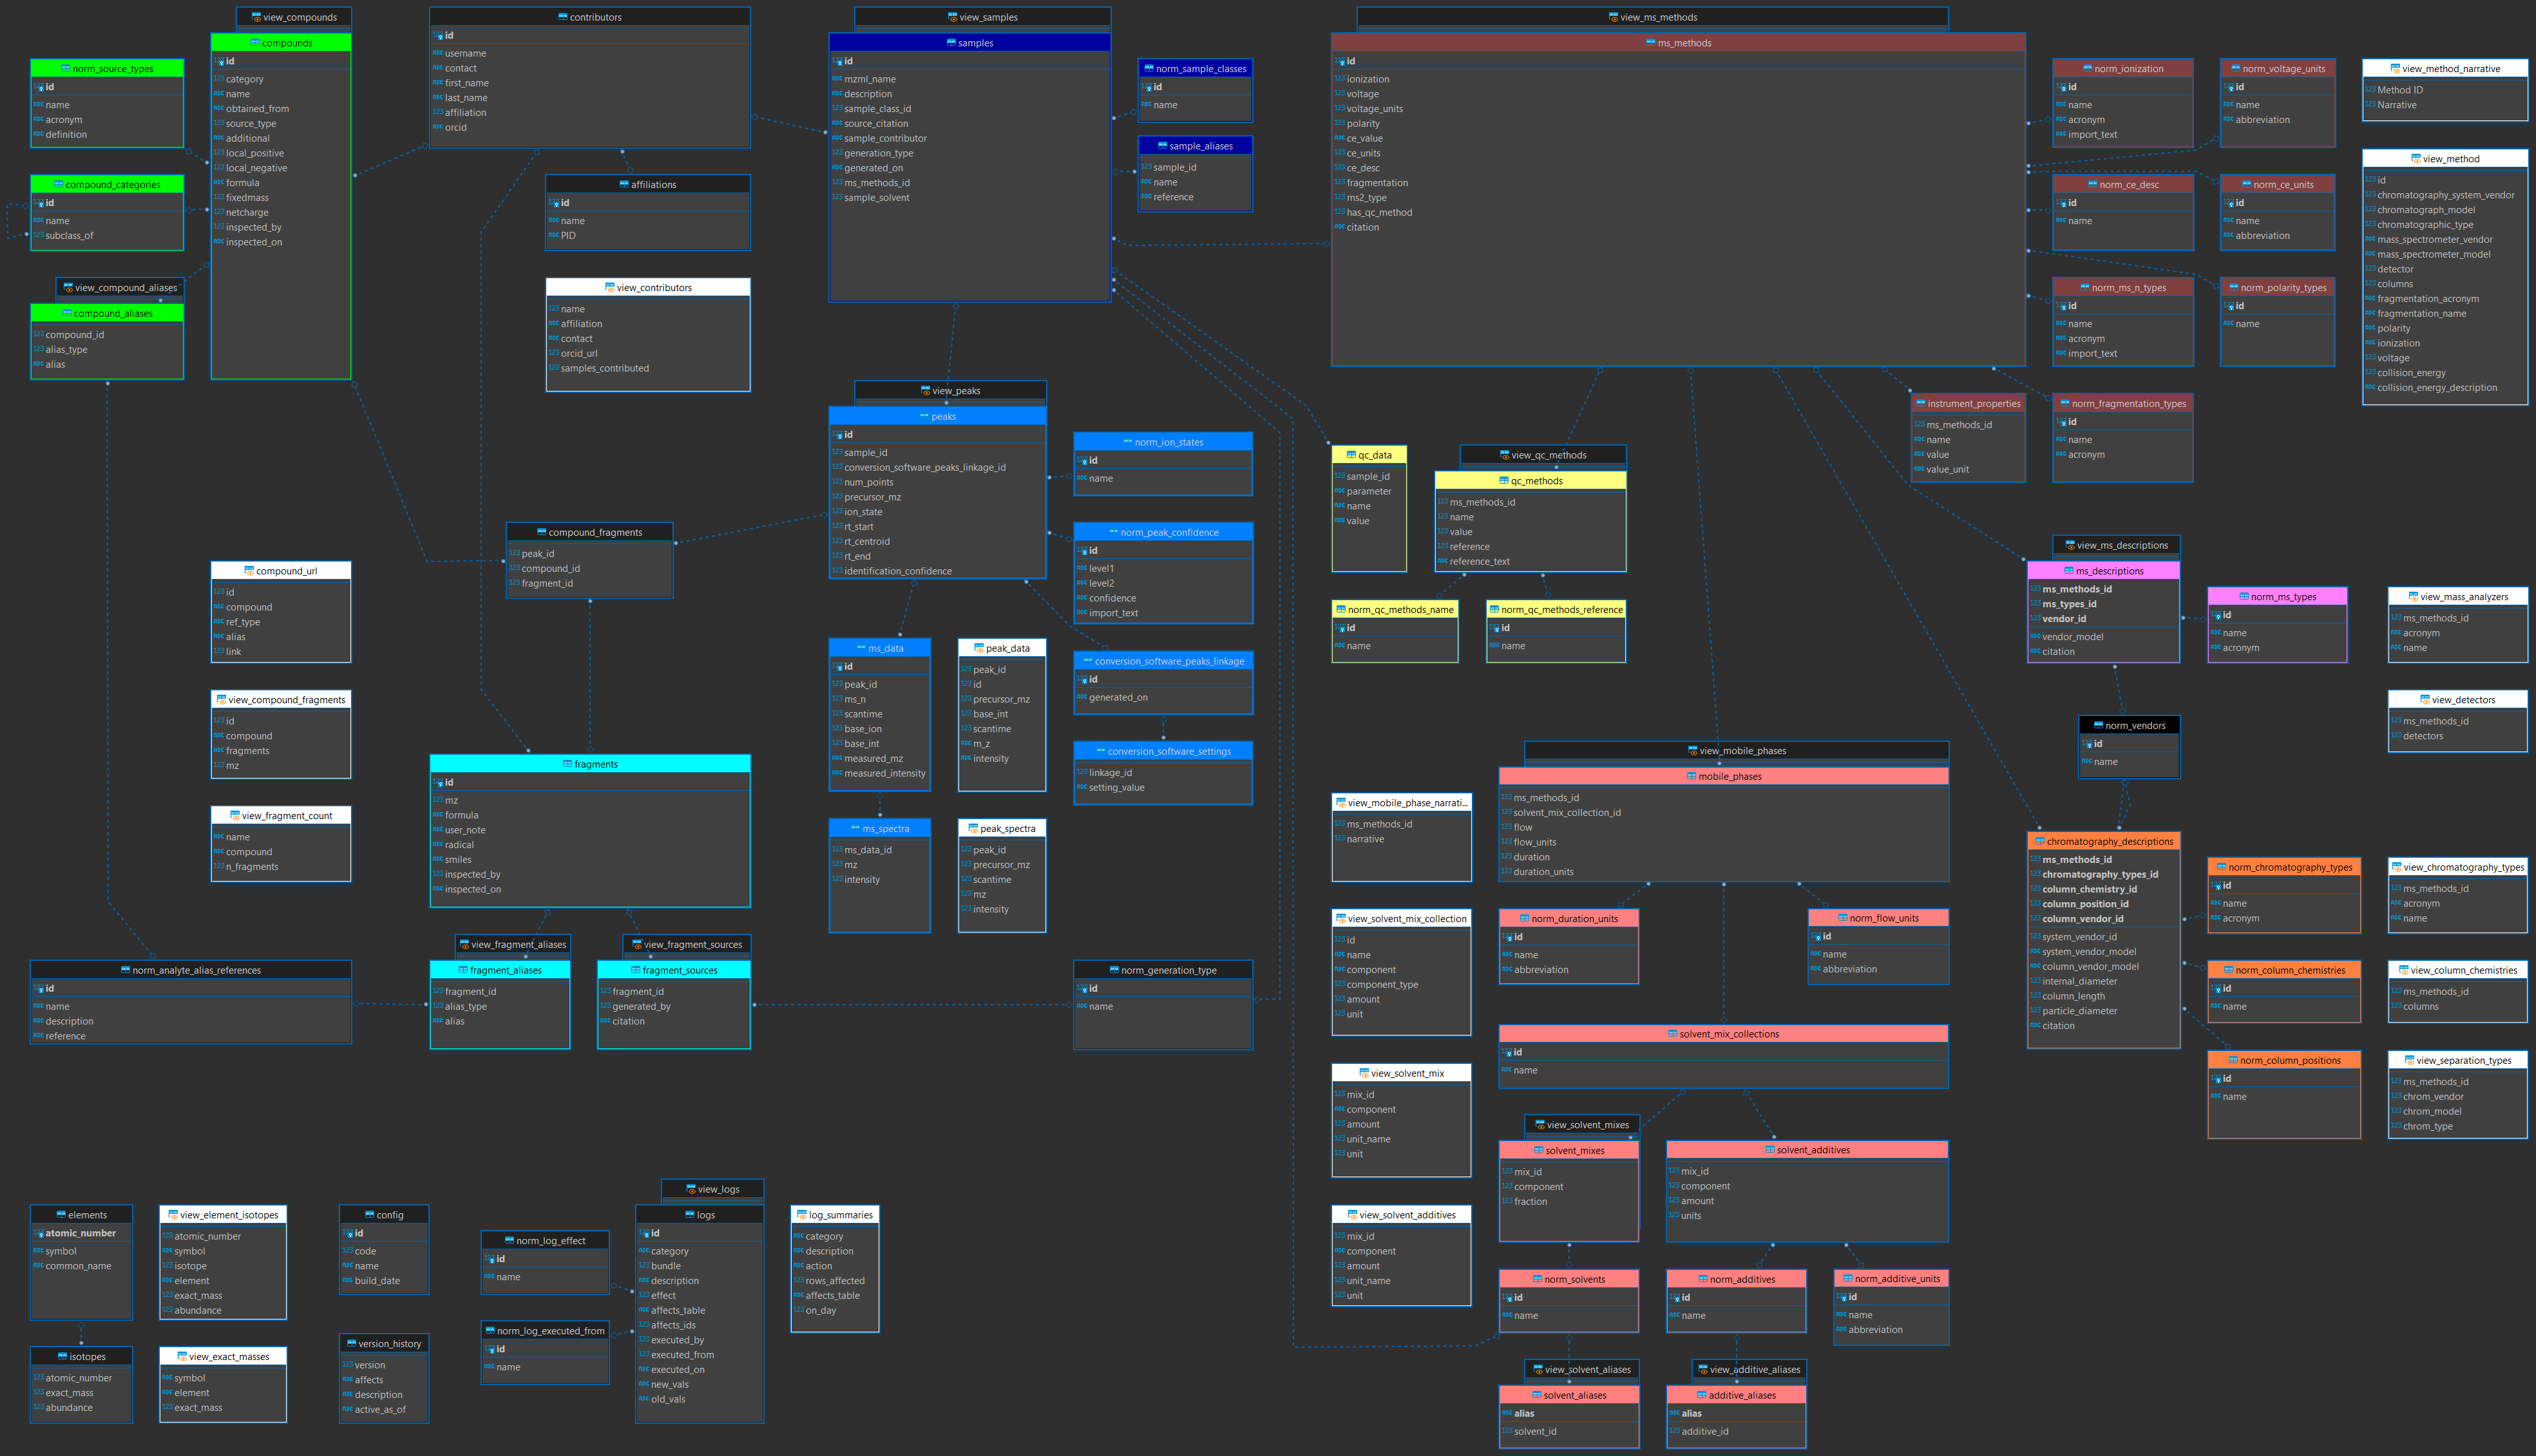 view_compounds
compounds
id
category
name
obtained_from
source_type
additional
local_positive
local_negative
formula
fixedmass
netcharge
inspected_by
inspected_on
norm_source_types
id
name
acronym
definition
compound_categories
id
name
subclass_of
view_compound_aliases
compound_aliases
compound_id
alias_type
alias
contributors
id
username
contact
first_name
last_name
affiliation
orcid
affiliations
id
name
PID
view_contributors
name
affiliation
contact
orcid_url
samples_contributed
view_samples
samples
id
mzml_name
description
sample_class_id
source_citation
sample_contributor
generation_type
generated_on
ms_methods_id
sample_solvent
norm_sample_classes
id
name
sample_aliases
sample_id
name
reference
view_ms_methods
ms_methods
id
ionization
voltage
voltage_units
polarity
ce_value
ce_units
ce_desc
fragmentation
ms2_type
has_qc_method
citation
norm_ionization
id
name
acronym
import_text
norm_voltage_units
id
name
abbreviation
norm_ce_desc
id
name
norm_ce_units
id
name
abbreviation
norm_ms_n_types
id
name
acronym
import_text
norm_polarity_types
id
name
instrument_properties
ms_methods_id
name
value
value_unit
norm_fragmentation_types
id
name
acronym
view_method_narrative
Method ID
Narrative
view_method
id
chromatography_system_vendor
chromatograph_model
chromatographic_type
mass_spectrometer_vendor
mass_spectrometer_model
detector
columns
fragmentation_acronym
fragmentation_name
polarity
ionization
voltage
collision_energy
collision_energy_description
view_peaks
peaks
id
sample_id
conversion_software_peaks_linkage_id
num_points
precursor_mz
ion_state
rt_start
rt_centroid
rt_end
identification_confidence
norm_ion_states
id
name
norm_peak_confidence
id
level1
level2
confidence
import_text
compound_fragments
peak_id
compound_id
fragment_id
compound_url
id
compound
ref_type
alias
link
view_compound_fragments
id
compound
fragments
mz
view_fragment_count
name
compound
n_fragments
ms_data
id
peak_id
ms_n
scantime
base_ion
base_int
measured_mz
measured_intensity
peak_data
peak_id
id
precursor_mz
base_int
scantime
m_z
intensity
conversion_software_peaks_linkage
id
generated_on
conversion_software_settings
linkage_id
setting_value
ms_spectra
ms_data_id
mz
intensity
peak_spectra
peak_id
precursor_mz
scantime
mz
intensity
fragments
id
mz
formula
user_note
radical
smiles
inspected_by
inspected_on
view_fragment_aliases
fragment_aliases
fragment_id
alias_type
alias
view_fragment_sources
fragment_sources
fragment_id
generated_by
citation
norm_analyte_alias_references
id
name
description
reference
norm_generation_type
id
name
qc_data
sample_id
parameter
name
value
view_qc_methods
qc_methods
ms_methods_id
name
value
reference
reference_text
norm_qc_methods_name
id
name
norm_qc_methods_reference
id
name
view_ms_descriptions
ms_descriptions
ms_methods_id
ms_types_id
vendor_id
vendor_model
citation
norm_ms_types
id
name
acronym
view_mass_analyzers
ms_methods_id
acronym
name
view_detectors
ms_methods_id
detectors
norm_vendors
id
name
view_mobile_phases
mobile_phases
ms_methods_id
solvent_mix_collection_id
flow
flow_units
duration
duration_units
view_mobile_phase_narrati...
ms_methods_id
narrative
view_solvent_mix_collection
id
name
component
component_type
amount
unit
norm_duration_units
id
name
abbreviation
norm_flow_units
id
name
abbreviation
chromatography_descriptions
ms_methods_id
chromatography_types_id
column_chemistry_id
column_position_id
column_vendor_id
system_vendor_id
system_vendor_model
column_vendor_model
internal_diameter
column_length
particle_diameter
citation
norm_chromatography_types
id
name
acronym
view_chromatography_types
ms_methods_id
acronym
name
norm_column_chemistries
id
name
view_column_chemistries
ms_methods_id
columns
norm_column_positions
id
name
view_separation_types
ms_methods_id
chrom_vendor
chrom_model
chrom_type
solvent_mix_collections
id
name
view_solvent_mix
mix_id
component
amount
unit_name
unit
view_solvent_mixes
solvent_mixes
mix_id
component
fraction
solvent_additives
mix_id
component
amount
units
view_solvent_additives
mix_id
component
amount
unit_name
unit
norm_solvents
id
name
norm_additives
id
name
norm_additive_units
id
name
abbreviation
view_solvent_aliases
solvent_aliases
alias
solvent_id
view_additive_aliases
additive_aliases
alias
additive_id
elements
atomic_number
symbol
common_name
view_element_isotopes
atomic_number
symbol
isotope
element
exact_mass
abundance
isotopes
atomic_number
exact_mass
abundance
view_exact_masses
symbol
element
exact_mass
config
id
code
name
build_date
version_history
version
affects
description
active_as_of
norm_log_effect
id
name
norm_log_executed_from
id
name
view_logs
logs
id
category
bundle
description
effect
affects_table
affects_ids
executed_by
executed_from
executed_on
new_vals
old_vals
log_summaries
category
description
action
rows_affected
affects_table
on_day